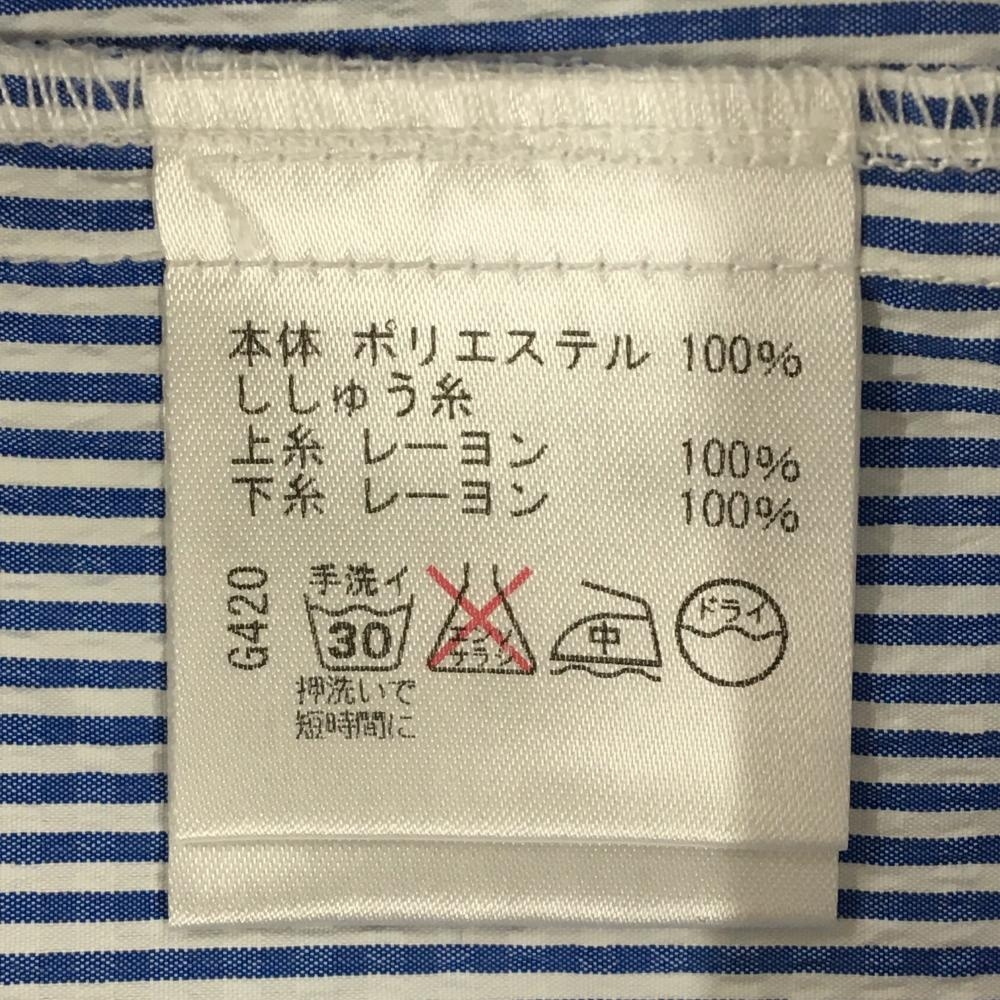 本体 ポリエステル 100%
ししゅう糸
上糸 レーヨン 100%
下糸 レーヨン 100%
G420
手洗イ
30
押洗いで
短時間に
エンソ
サラシ
中
ドライ